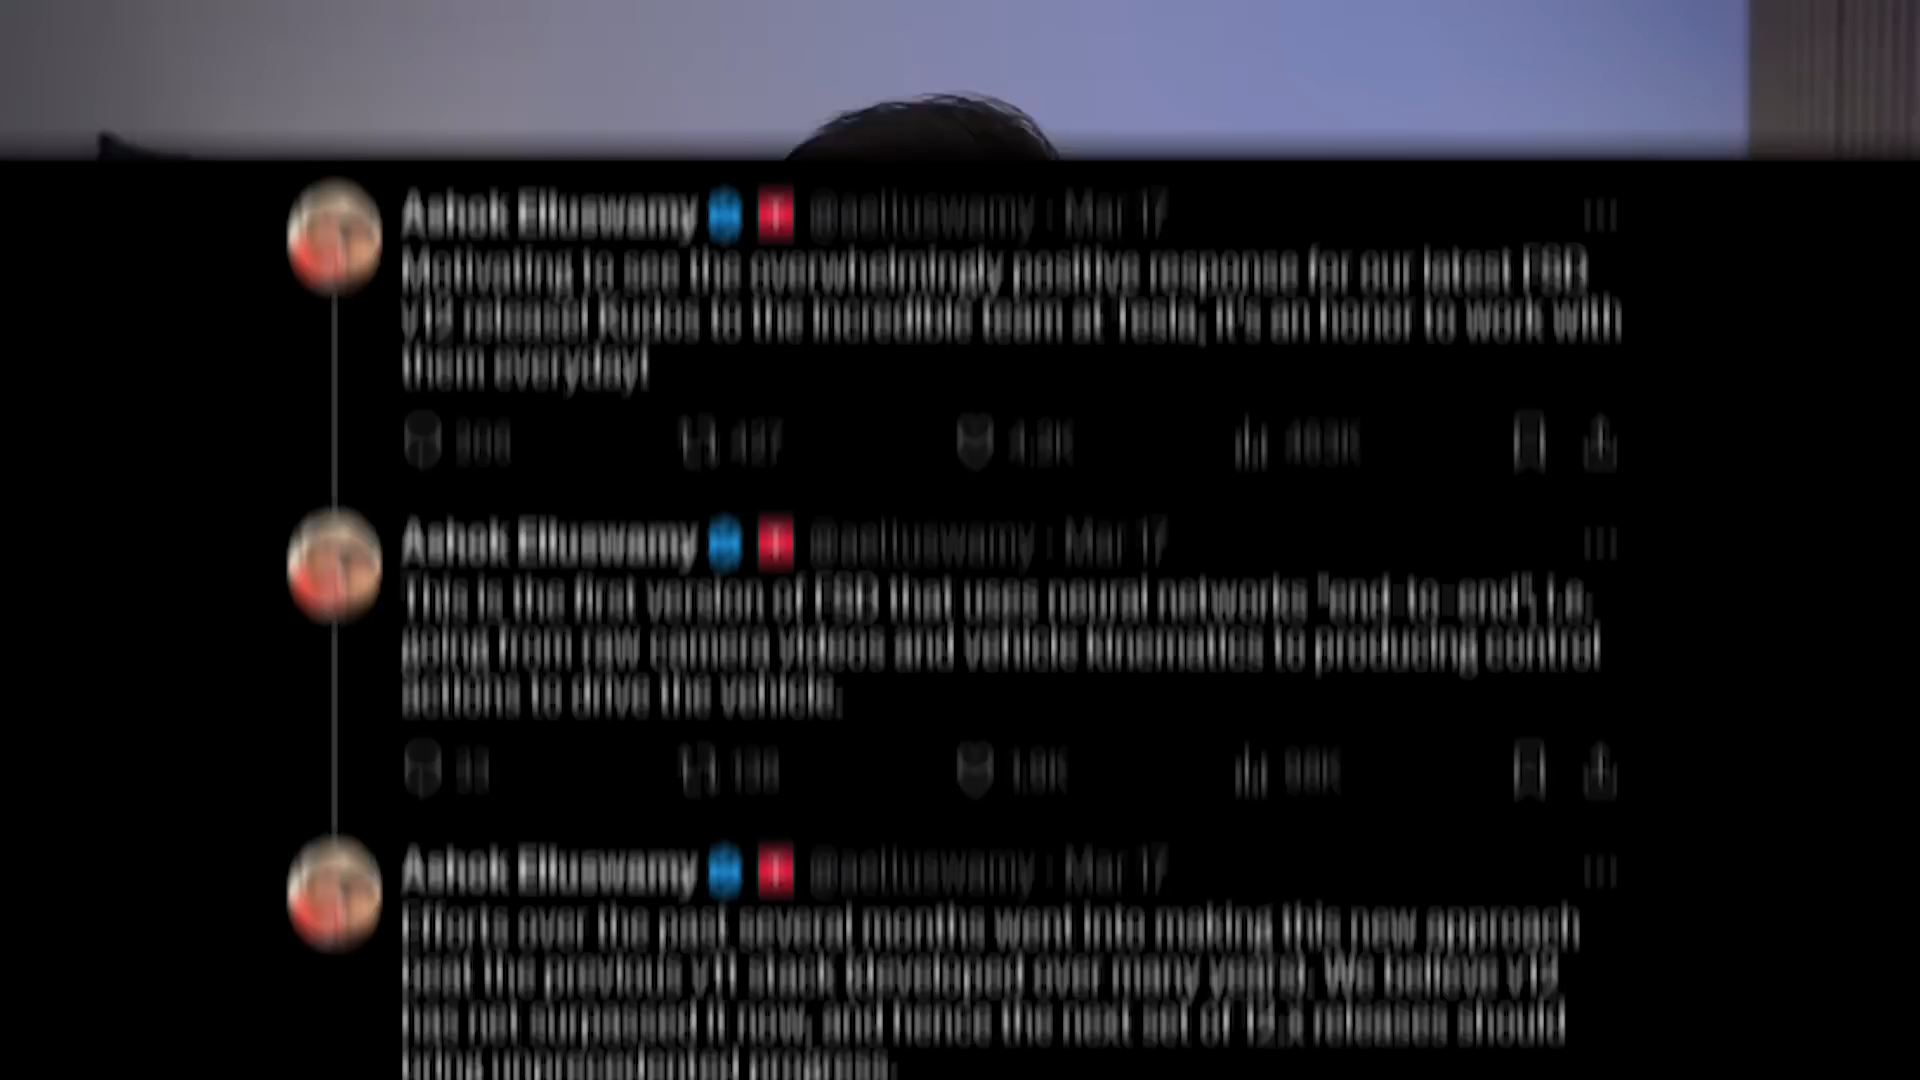 Ashok Elluswamy @aelluswamy · Mar 17
Motivating to see the overwhelmingly positive response for our latest FSD
v12 release! Kudos to the incredible team at Tesla, it's an honor to work with
them everyday!
437
Ashok Elluswamy @aelluswamy · Mar 17
This is the first version of FSD that uses neural networks "end-to-end", i.e.
going from raw camera videos and vehicle kinematics to producing control
actions to drive the vehicle.
Ashok Elluswamy @aelluswamy · Mar 17
Efforts over the past several months went into making this new approach
beat the previous v11 stack (developed over many years). We believe v12
has not surpassed it now, and hence the next set of 12.x releases should
bring unprecedented progress.